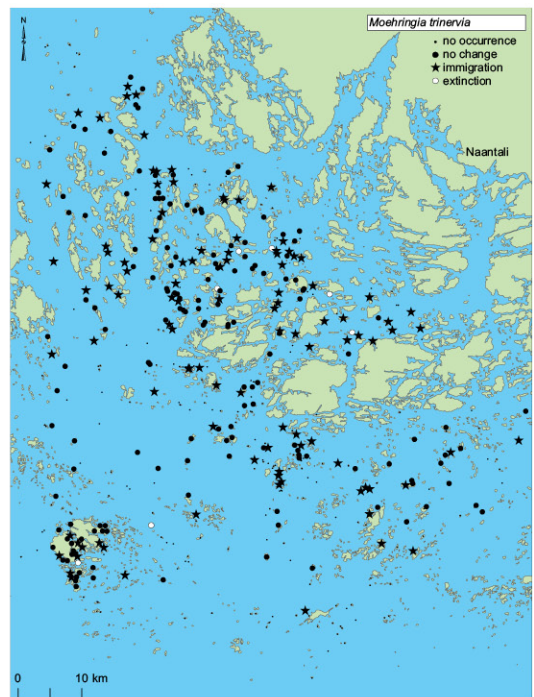 N
Moehringia trinervia
no occurrence
no change
immigration
extinction
Naantali
0 10 km